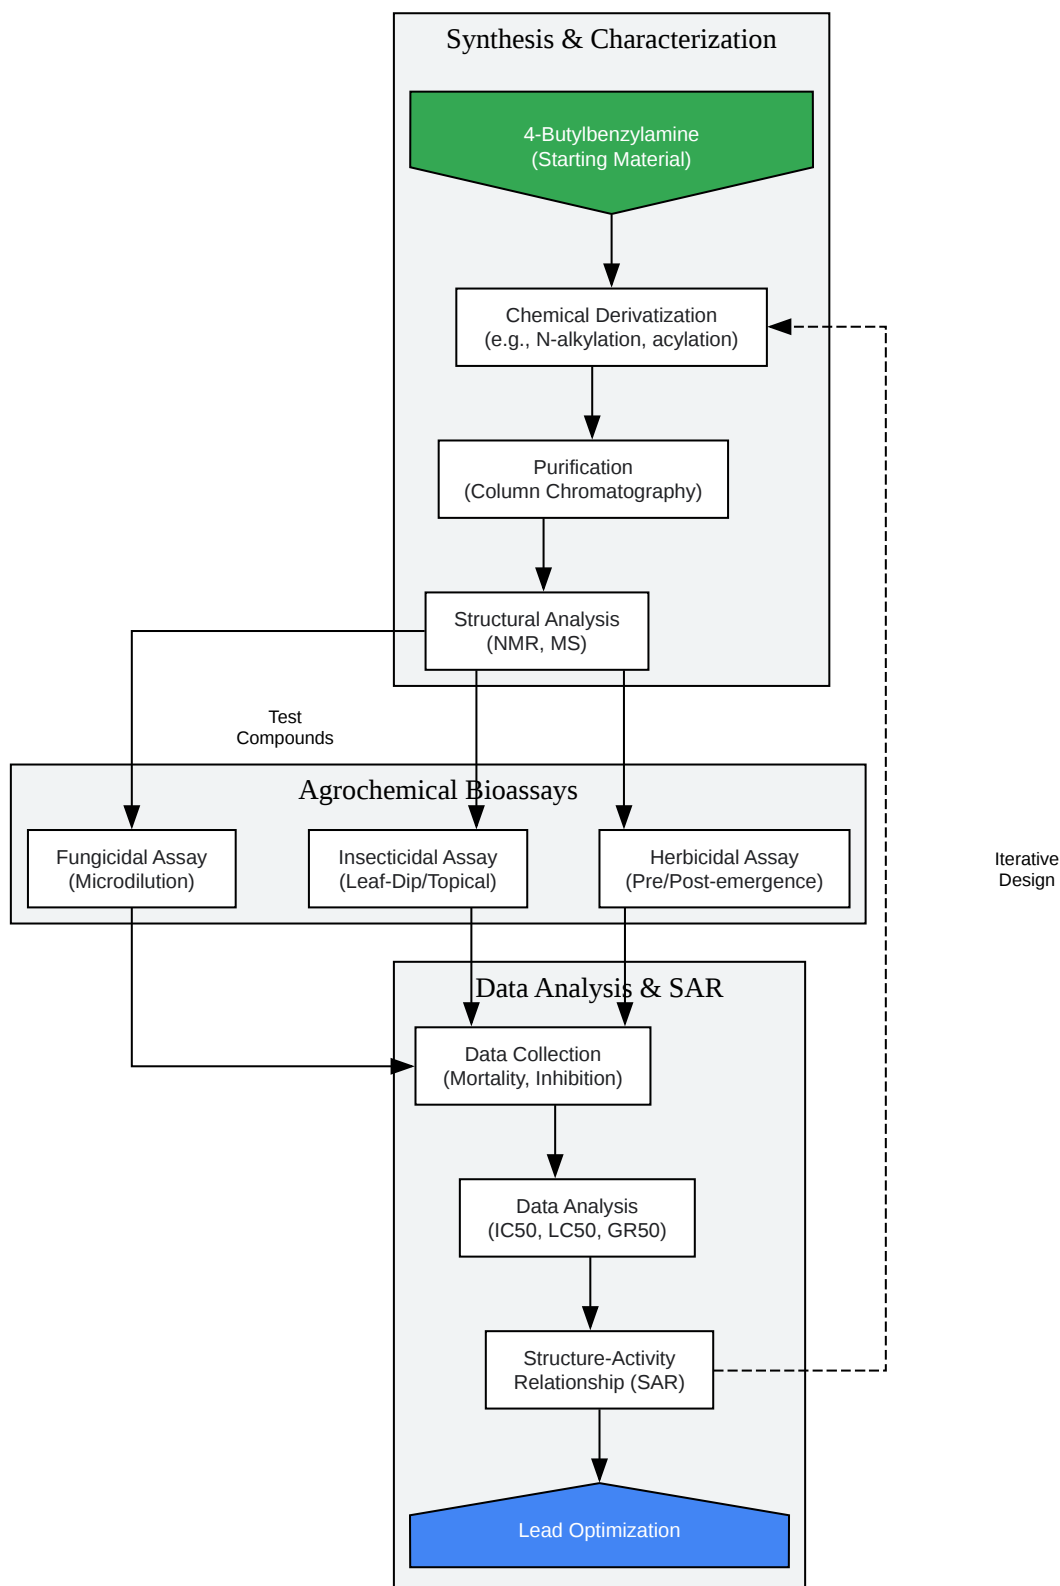 Synthesis & Characterization
4-Butylbenzylamine
(Starting Material)
Chemical Derivatization
(e.g., N-alkylation, acylation)
Purification
(Column Chromatography)
Structural Analysis
(NMR, MS)
Test
Compounds
Agrochemical Bioassays
Fungicidal Assay
(Microdilution)
Insecticidal Assay
(Leaf-Dip/Topical)
Herbicidal Assay
(Pre/Post-emergence)
Iterative
Design
Data Analysis & SAR
Data Collection
(Mortality, Inhibition)
Data Analysis
(IC50, LC50, GR50)
Structure-Activity
Relationship (SAR)
Lead Optimization